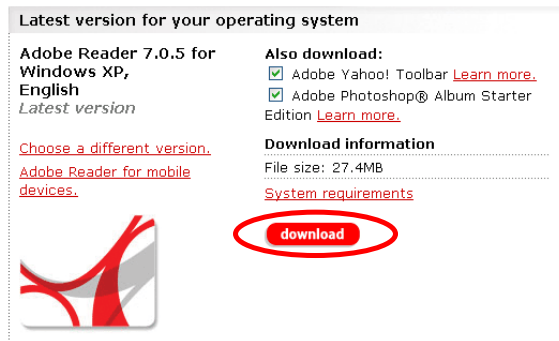 Latest version for your operating system
Adobe Reader 7.0.5 for
Windows XP,
English
Latest version
Choose a different version.
Adobe Reader for mobile
devices.
Also download:
Adobe Yahoo! Toolbar Learn more.
Adobe Photoshop® Album Starter
Edition Learn more.
Download information
File size: 27.4MB
System requirements
download